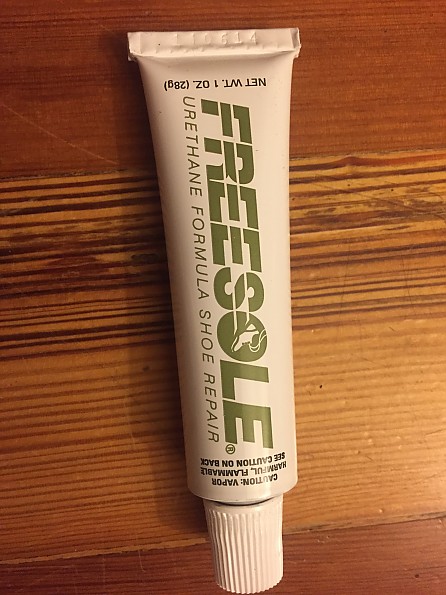 NET WT. 1 OZ. (28g)
FREESOLE®
URETHANE FORMULA SHOE REPAIR
CAUTION: VAPOR
HARMFUL, FLAMMABLE
SEE CAUTION ON BACK